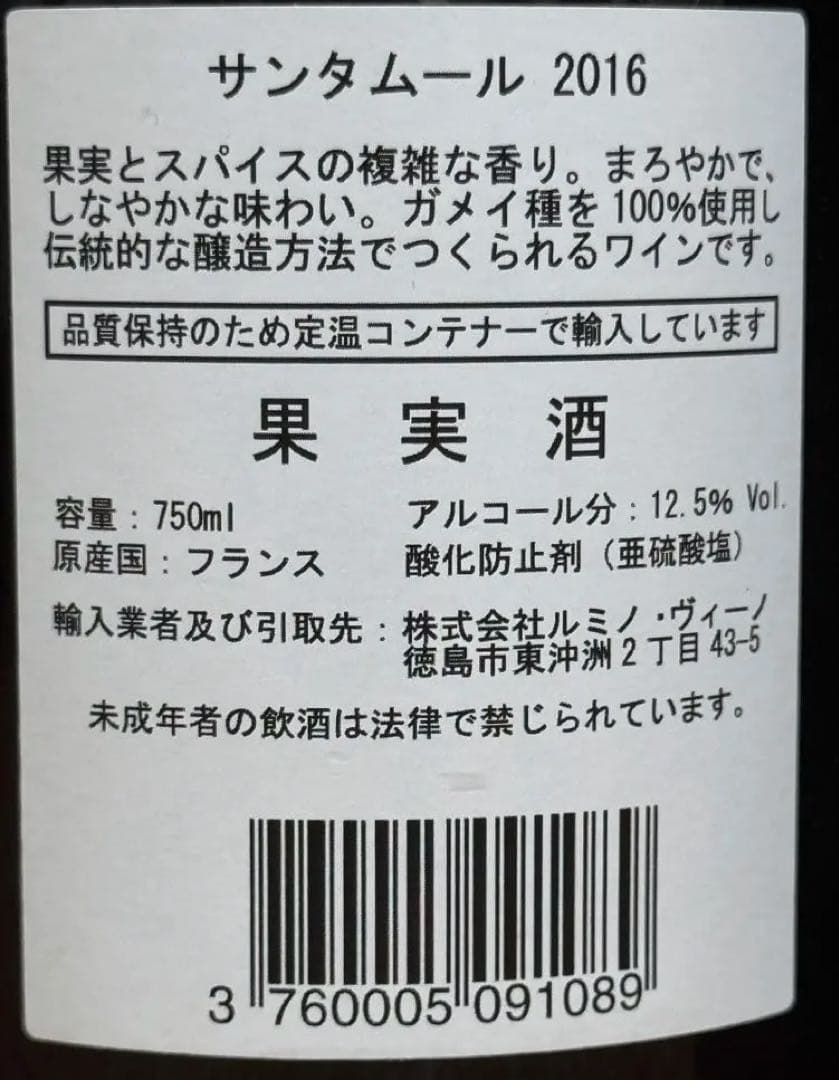 サンタムール 2016
果実とスパイスの複雑な香り。まろやかで、
しなやかな味わい。ガメイ種を 100%使用し
伝統的な醸造方法でつくられるワインです。
品質保持のため定温コンテナーで輸入しています
果 実 酒
容量：750ml アルコール分：12.5% Vol.
原産国：フランス 酸化防止剤（亜硫酸塩）
輸入業者及び引取先：株式会社ルミノ・ヴィーノ
徳島市東沖洲２丁目 43-5
未成年者の飲酒は法律で禁じられています。
3 760005 091089